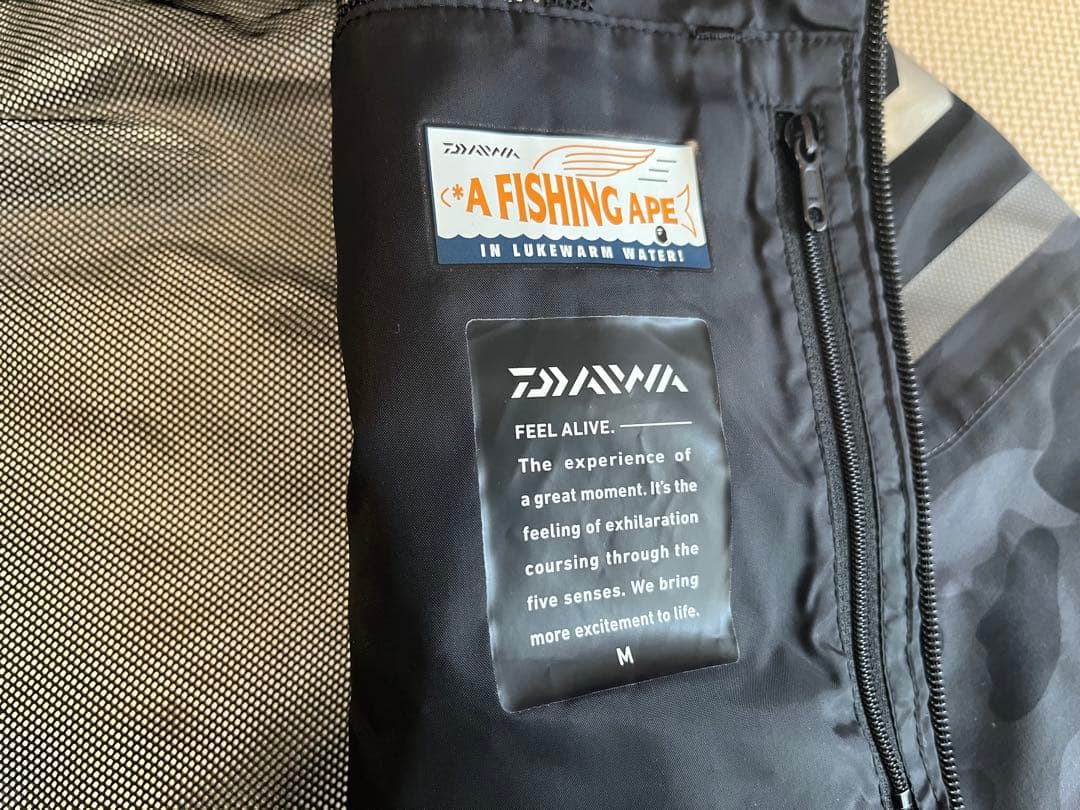 DAIWA
<*A FISHING APE
IN LUKEWARM WATER!
DAIWA
FEEL ALIVE.
The experience of
a great moment. It's the
feeling of exhilaration
coursing through the
five senses. We bring
more excitement to life.
M